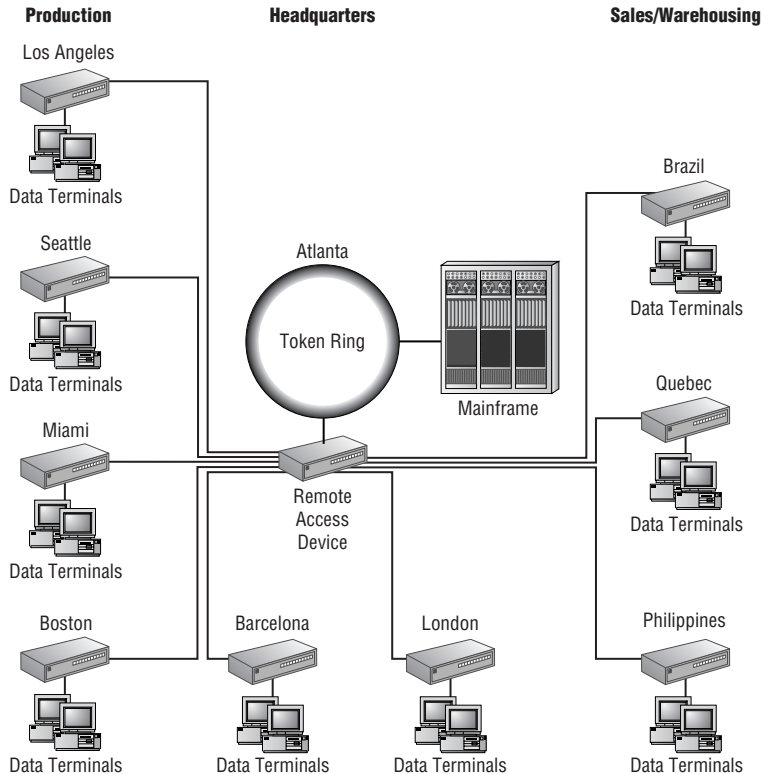 Production
Headquarters
Sales/Warehousing
Los Angeles
Data Terminals
Brazil
Data Terminals
Seattle
Data Terminals
Atlanta
Token Ring
Mainframe
Quebec
Data Terminals
Miami
Data Terminals
Remote
Access
Device
Boston
Data Terminals
Barcelona
Data Terminals
London
Data Terminals
Philippines
Data Terminals